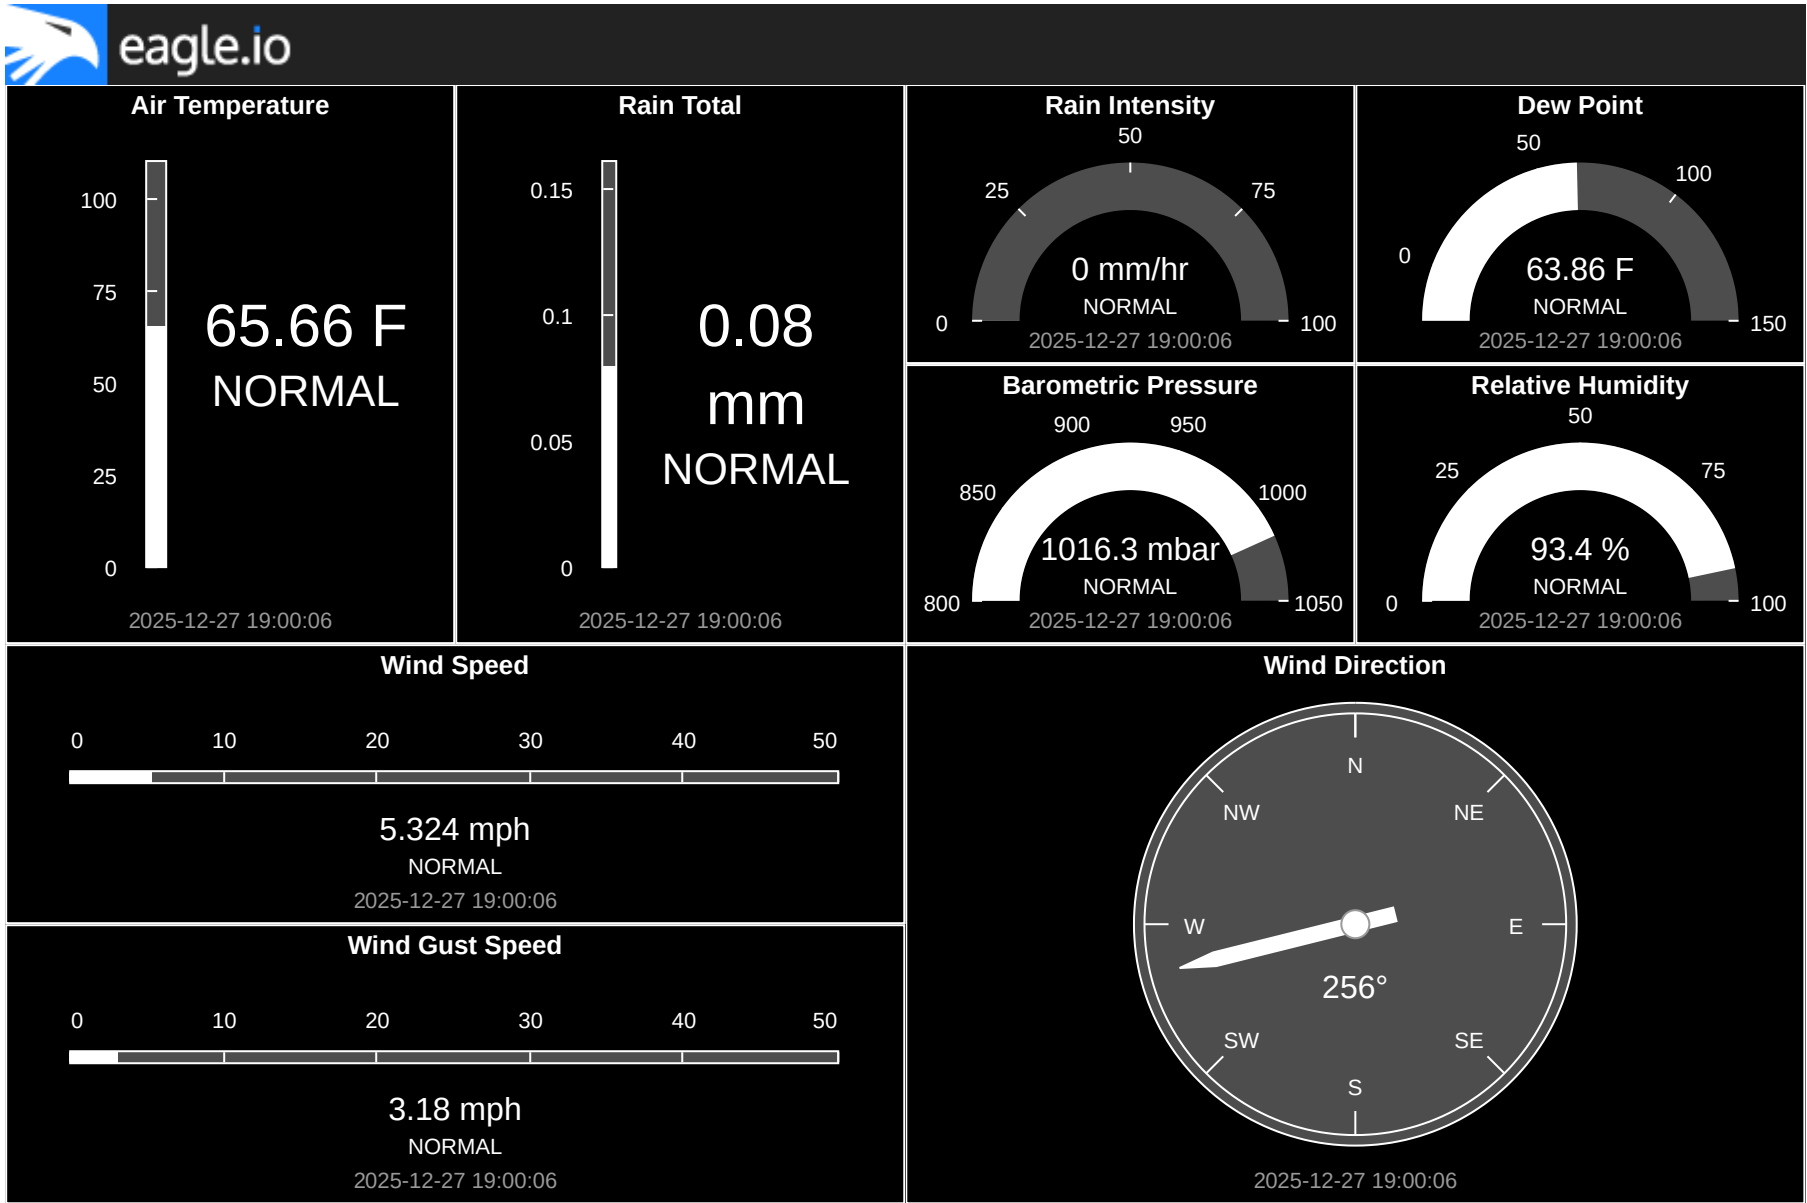 eagle.io
Air Temperature
100
75
50
25
0
65.66 F
NORMAL
2025-12-27 19:00:06
Rain Total
0.15
0.1
0.05
0
0.08
mm
NORMAL
2025-12-27 19:00:06
Rain Intensity
0
25
50
75
100
0 mm/hr
NORMAL
2025-12-27 19:00:06
Dew Point
0
50
100
150
63.86 F
NORMAL
2025-12-27 19:00:06
Barometric Pressure
800
850
900
950
1000
1050
1016.3 mbar
NORMAL
2025-12-27 19:00:06
Relative Humidity
0
25
50
75
100
93.4 %
NORMAL
2025-12-27 19:00:06
Wind Speed
0 10 20 30 40 50
5.324 mph
NORMAL
2025-12-27 19:00:06
Wind Gust Speed
0 10 20 30 40 50
3.18 mph
NORMAL
2025-12-27 19:00:06
Wind Direction
N
NW NE
W E
256°
SW SE
S
2025-12-27 19:00:06